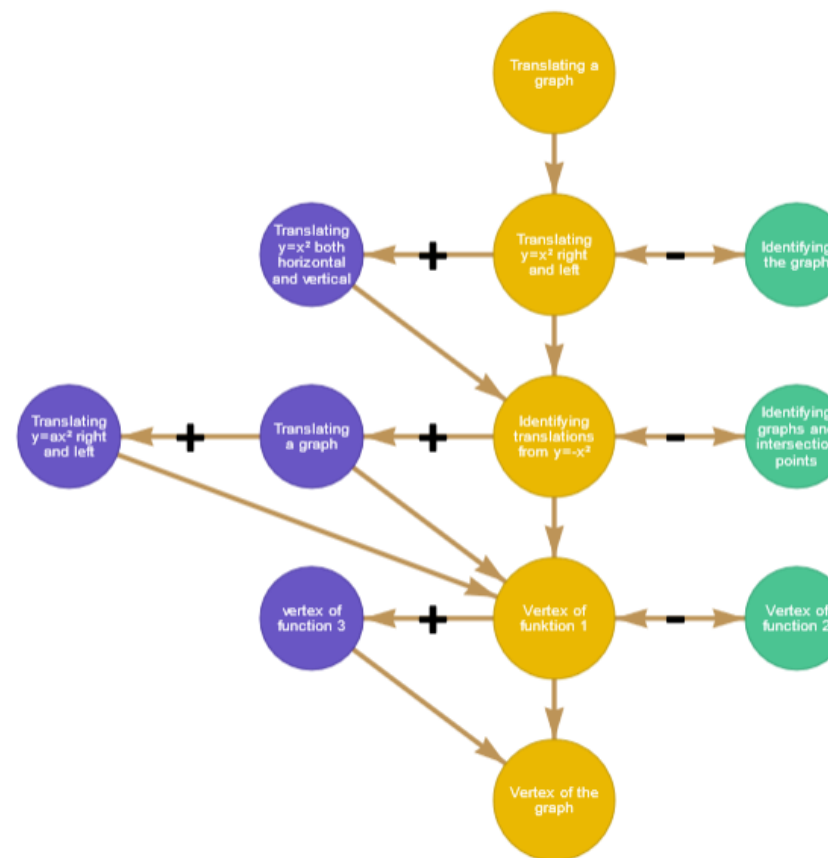 Translating a
graph
Translating
y=x² both
horizontal
and vertical
+
Translating
y=x² right
and left
-
Identifying
the graph
Translating
y=ax² right
and left
+
Translating
a graph
+
Identifying
translations
from y=-x²
-
Identifying
graphs and
intersection
points
vertex of
function 3
+
Vertex of
funktion 1
-
Vertex of
function 2
Vertex of the
graph